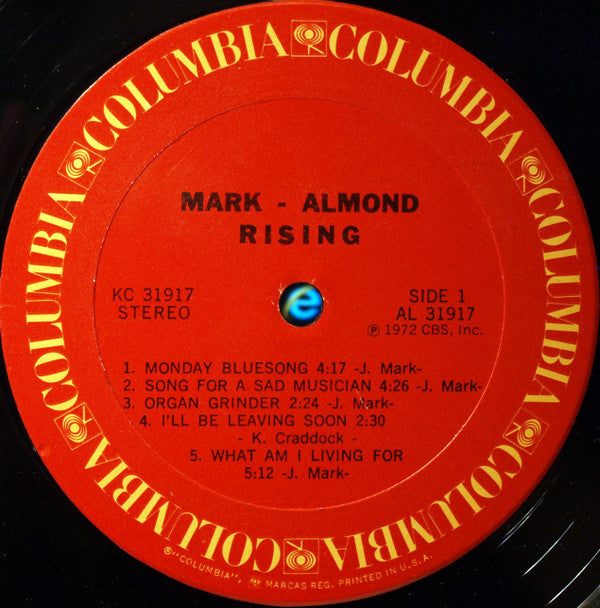 COLUMBIA COLUMBIA COLUMBIA COLUMBIA COLUMBIA COLUMBIA
MARK - ALMOND
RISING
KC 31917
STEREO
SIDE 1
AL 31917
Ⓟ 1972 CBS, Inc.
1. MONDAY BLUESONG 4:17 -J. Mark-
2. SONG FOR A SAD MUSICIAN 4:26 -J. Mark-
3. ORGAN GRINDER 2:24 -J. Mark-
4. I'LL BE LEAVING SOON 2:30
- K. Craddock -
5. WHAT AM I LIVING FOR
5:12 -J. Mark-
®"COLUMBIA", MARCAS REG. PRINTED IN U.S.A.